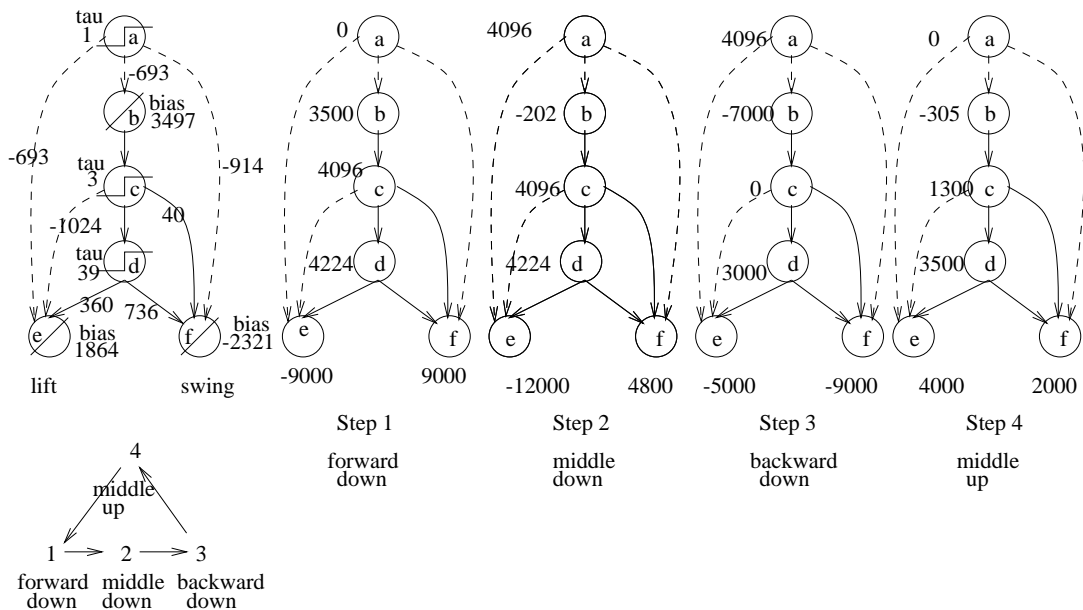 tau
1
a
-693
b
bias
3497
-693
-914
tau
3
c
-1024
40
tau
39
d
360
736
e
bias
1864
f
bias
-2321
lift
swing
0
a
3500
b
4096
c
4224
d
e
f
-9000
9000
Step 1
forward
down
4096
a
-202
b
4096
c
4224
d
e
f
-12000
4800
Step 2
middle
down
4096
a
-7000
b
0
c
3000
d
e
f
-5000
-9000
Step 3
backward
down
0
a
-305
b
1300
c
3500
d
e
f
4000
2000
Step 4
middle
up
4
middle
up
1
2
3
forward
down
middle
down
backward
down